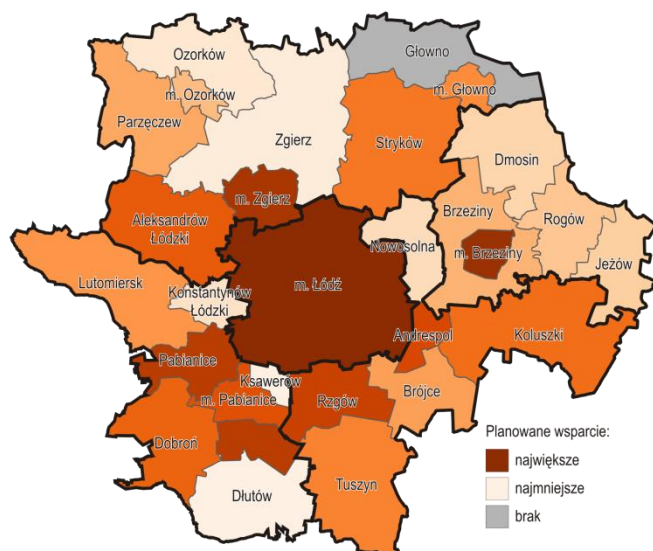 Ozorków
Głowno
m. Ozorków
m. Głowno
Parzęczew
Zgierz
Stryków
Dmosin
m. Zgierz
Aleksandrów
Łódzki
Brzeziny
Rogów
Nowosolna
m. Brzeziny
Jeżów
Lutomiersk
Konstantynów
Łódzki
m. Łódź
Andrespol
Koluszki
Pabianice
Ksawerów
m. Pabianice
Rzgów
Brójce
Dobroń
Dłutów
Tuszyn
Planowane wsparcie:
największe
najmniejsze
brak